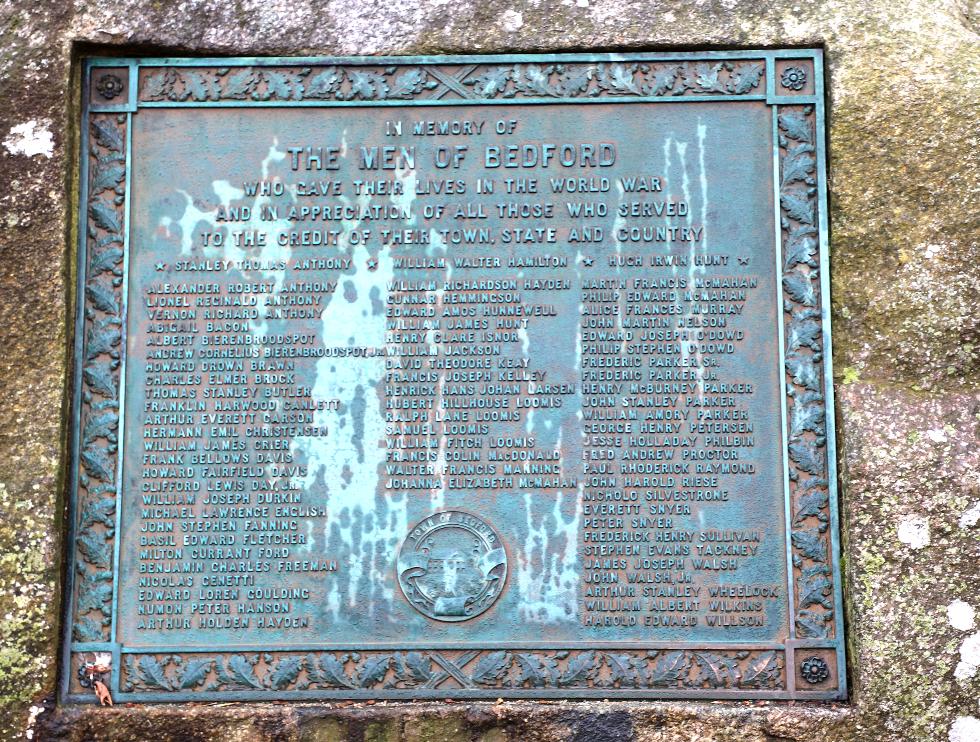 IN MEMORY OF
THE MEN OF BEDFORD
WHO GAVE THEIR LIVES IN THE WORLD WAR
AND IN APPRECIATION OF ALL THOSE WHO SERVED
TO THE CREDIT OF THEIR TOWN, STATE AND COUNTRY
★ STANLEY THOMAS ANTHONY ★ WILLIAM WALTER HAMILTON ★ HUGH IRWIN HUNT ★
ALEXANDER ROBERT ANTHONY
LIONEL REGINALD ANTHONY
VERNON RICHARD ANTHONY
ABIGAIL BACON
ALBERT BIERENBROODSPOT
ANDREW CORNELIUS BIERENBROODSPOT, JR.
HOWARD DROWN BRAWN
CHARLES ELMER BROCK
THOMAS STANLEY BUTLER
FRANKLIN HARWOOD CANLETT
ARTHUR EVERETT CARSON
HERMANN EMIL CHRISTENSEN
WILLIAM JAMES CRIER
FRANK BELLOWS DAVIS
HOWARD FAIRFIELD DAVIS
CLIFFORD LEWIS DAY, JR.
WILLIAM JOSEPH DURKIN
MICHAEL LAWRENCE ENGLISH
JOHN STEPHEN FANNING
BASIL EDWARD FLETCHER
MILTON CURRANT FORD
BENJAMIN CHARLES FREEMAN
NICOLAS GENETTI
EDWARD LOREN GOULDING
NUMON PETER HANSON
ARTHUR HOLDEN HAYDEN
WILLIAM RICHARDSON HAYDEN
GUNNAR HEMMINGSON
EDWARD AMOS HUNNEWELL
WILLIAM JAMES HUNT
HENRY CLARE ISNOR
WILLIAM JACKSON
DAVID THEODORE KEAY
FRANCIS JOSEPH KELLEY
HENRICK HANS JOHAN LARSEN
HUBERT HILLHOUSE LOOMIS
RALPH LANE LOOMIS
SAMUEL LOOMIS
WILLIAM FITCH LOOMIS
FRANCIS COLIN MACDONALD
WALTER FRANCIS MANNING
JOHANNA ELIZABETH MCMAHAN
TOWN OF BEDFORD
MARTIN FRANCIS MCMAHAN
PHILIP EDWARD MCMAHAN
ALICE FRANCES MURRAY
JOHN MARTIN NELSON
EDWARD JOSEPH O'DOWD
PHILIP STEPHEN O'DOWD
FREDERIC PARKER SR.
FREDERIC PARKER JR.
HENRY MCBURNEY PARKER
JOHN STANLEY PARKER
WILLIAM AMORY PARKER
GEORGE HENRY PETERSEN
JESSE HOLLADAY PHILBIN
FRED ANDREW PROCTOR
PAUL RHODERICK RAYMOND
JOHN HAROLD RIESE
NICHOLO SILVESTRONE
EVERETT SNYER
PETER SNYER
FREDERICK HENRY SULLIVAN
STEPHEN EVANS TACKNEY
JAMES JOSEPH WALSH
JOHN WALSH, JR.
ARTHUR STANLEY WHEELOCK
WILLIAM ALBERT WILKINS
HAROLD EDWARD WILLSON